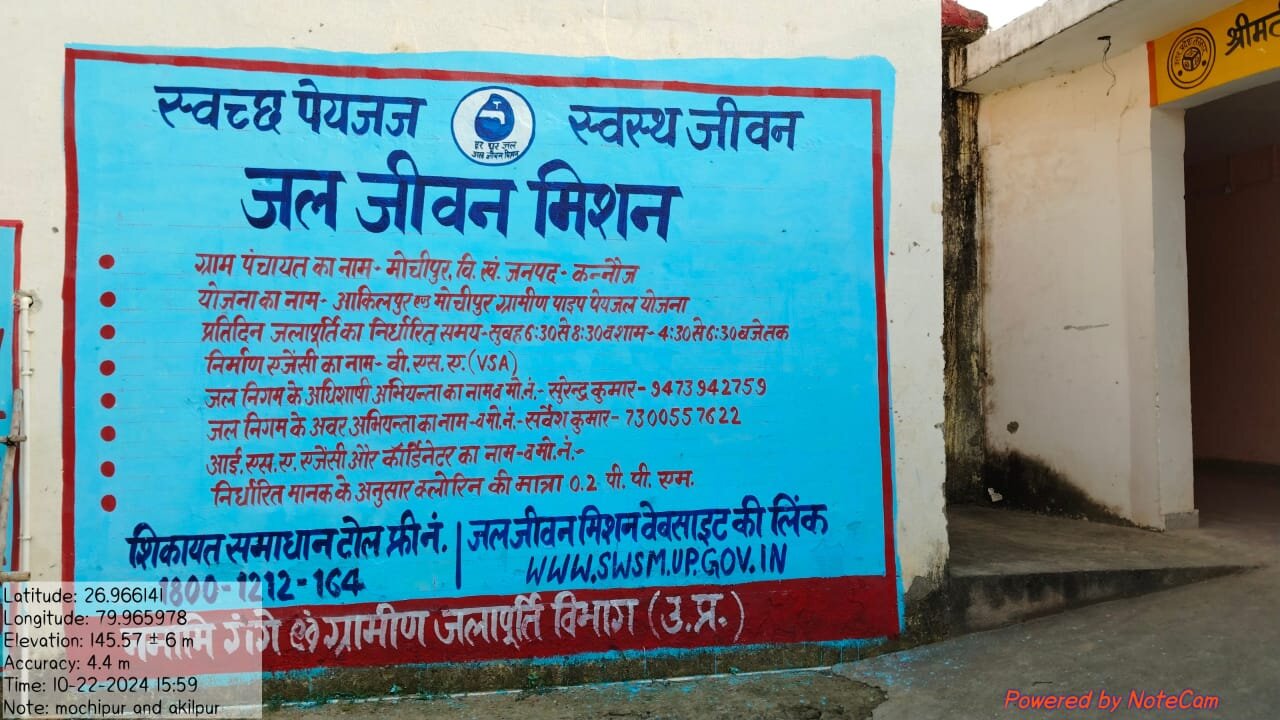 स्वच्छ पेयजज स्वस्थ जीवन
हर घर जल
जल जीवन मिशन
जल जीवन मिशन
ग्राम पंचायत का नाम- मोचीपुर, वि. खं. जनपद- कन्नौज
योजना का नाम- आकिलपुर एण्ड मोचीपुर ग्रामीण पाइप पेयजल योजना
प्रतिदिन जलापूर्ति का निर्धारित समय-सुबह 6:30 से 8:30 व शाम- 4:30 से 6:30 बजे तक
निर्माण एजेंसी का नाम- वी. एस. ए. (VSA)
जल निगम के अधिशाषी अभियन्ता का नाम व मो. नं.- सुरेन्द्र कुमार- 9473942759
जल निगम के अवर अभियन्ता का नाम-व मो. नं.- सर्वेश कुमार- 7300557622
आई. एस. ए. एजेंसी और कॉर्डिनेटर का नाम-व मो. नं.-
निर्धारित मानक के अनुसार क्लोरिन की मात्रा 0.2 पी. पी. एम.
शिकायत समाधान टोल फ्री नं.
1800-1212-164
जल जीवन मिशन वेबसाइट की लिंक
WWW.SWSM.UP.GOV.IN
नमामि गंगे एवं ग्रामीण जलापूर्ति विभाग (उ.प्र.)
श्रीमती
Latitude: 26.966141
Longitude: 79.965978
Elevation: 145.57 ± 6 m
Accuracy: 4.4 m
Time: 10-22-2024 15:59
Note: mochipur and akilpur
Powered by NoteCam